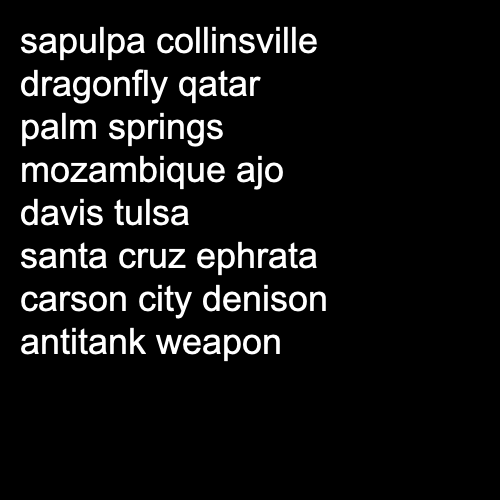 sapulpa collinsville
dragonfly qatar
palm springs
mozambique ajo
davis tulsa
santa cruz ephrata
carson city denison
antitank weapon